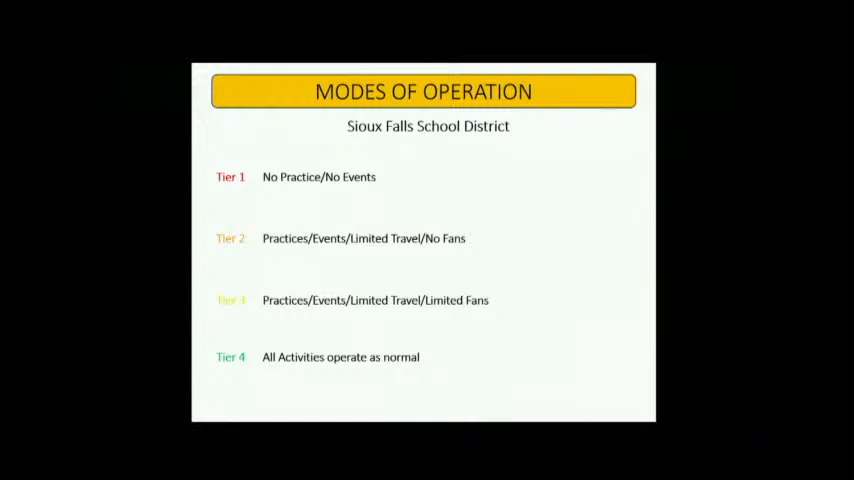 MODES OF OPERATION
Sioux Falls School District
Tier 1 No Practice/No Events
Tier 2 Practices/Events/Limited Travel/No Fans
Tier 3 Practices/Events/Limited Travel/Limited Fans
Tier 4 All Activities operate as normal